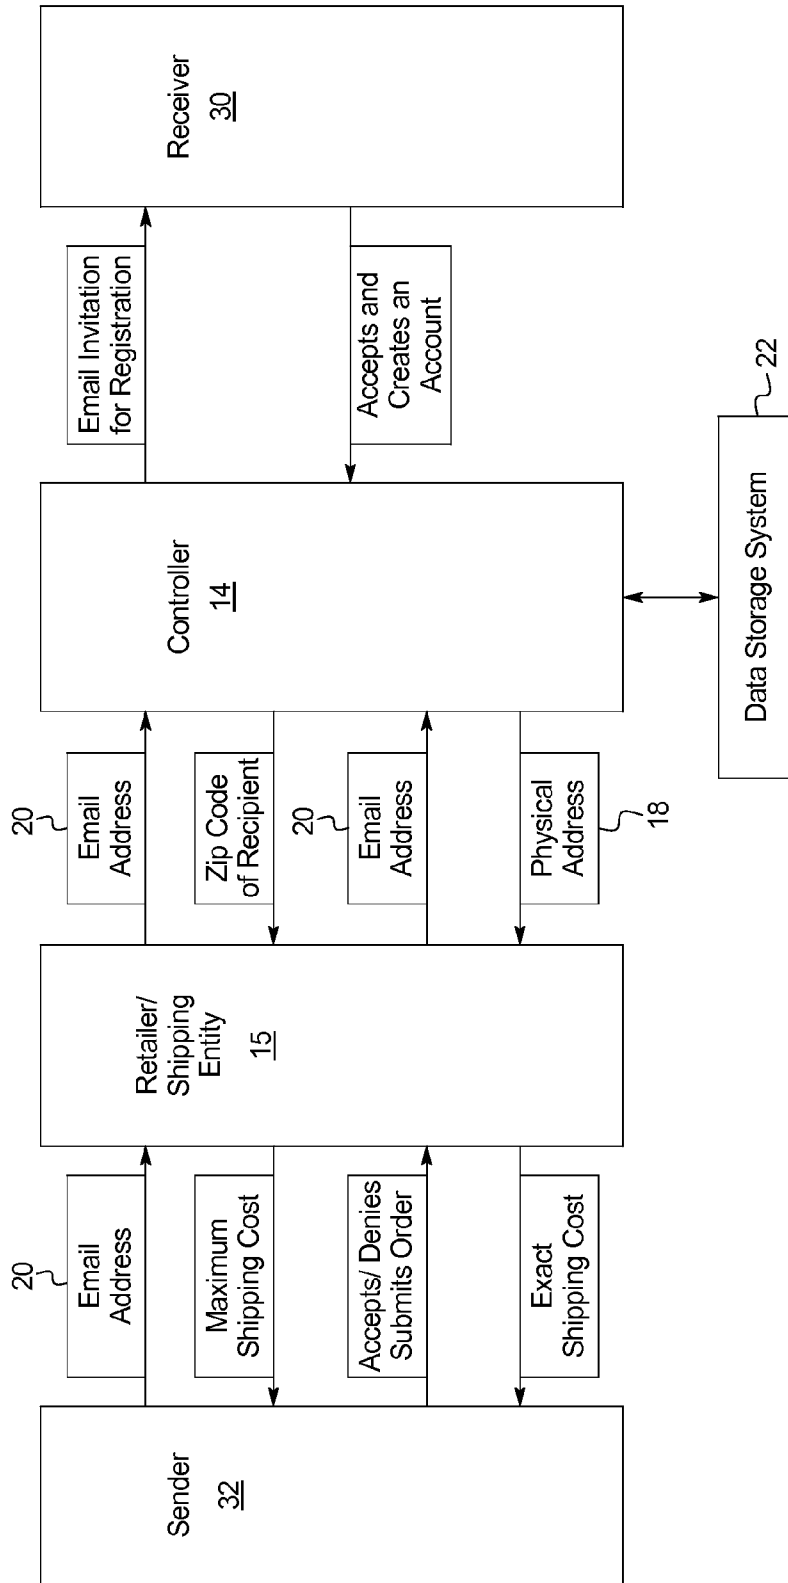 Sender
32
20
Email
Address
Maximum
Shipping Cost
Accepts/ Denies
Submits Order
Exact
Shipping Cost
Retailer/
Shipping
Entity
15
20
Email
Address
Zip Code
of Recipient
20
Email
Address
Physical
Address
18
Controller
14
Email Invitation
for Registration
Accepts and
Creates an
Account
Receiver
30
Data Storage System
22